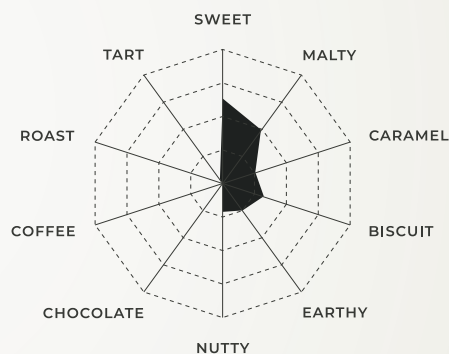 SWEET
TART
MALTY
ROAST
CARAMEL
COFFEE
BISCUIT
CHOCOLATE
EARTHY
NUTTY